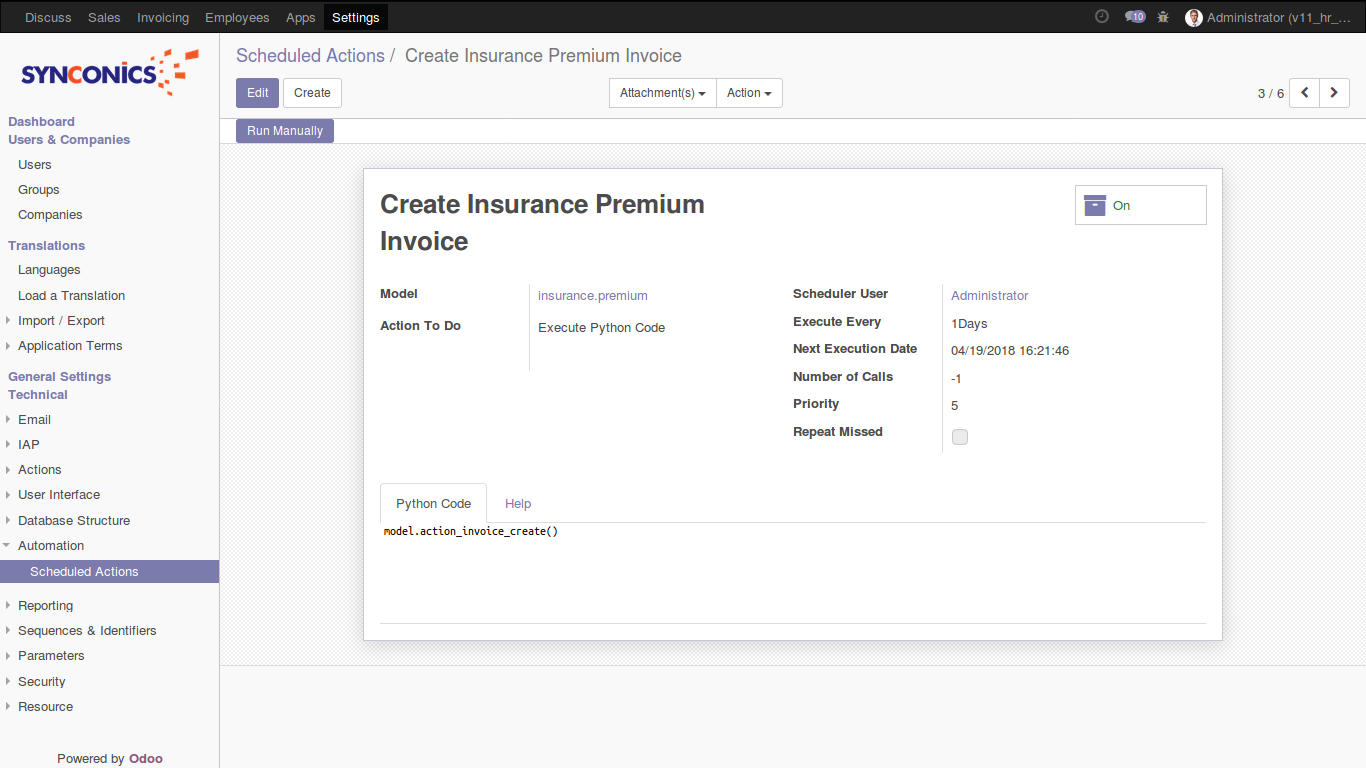 Discuss Sales Invoicing Employees Apps Settings 10 Administrator (v11_hr_...
SYNCONICS
Dashboard
Users & Companies
Users
Groups
Companies
Translations
Languages
Load a Translation
Import / Export
Application Terms
General Settings
Technical
Email
IAP
Actions
User Interface
Database Structure
Automation
Scheduled Actions
Reporting
Sequences & Identifiers
Parameters
Security
Resource
Powered by Odoo
Scheduled Actions / Create Insurance Premium Invoice
Edit Create Attachment(s) Action 3 / 6
Run Manually
Create Insurance Premium
Invoice
On
Model insurance.premium
Action To Do Execute Python Code
Scheduler User Administrator
Execute Every 1Days
Next Execution Date 04/19/2018 16:21:46
Number of Calls -1
Priority 5
Repeat Missed
Python Code Help
model.action_invoice_create()